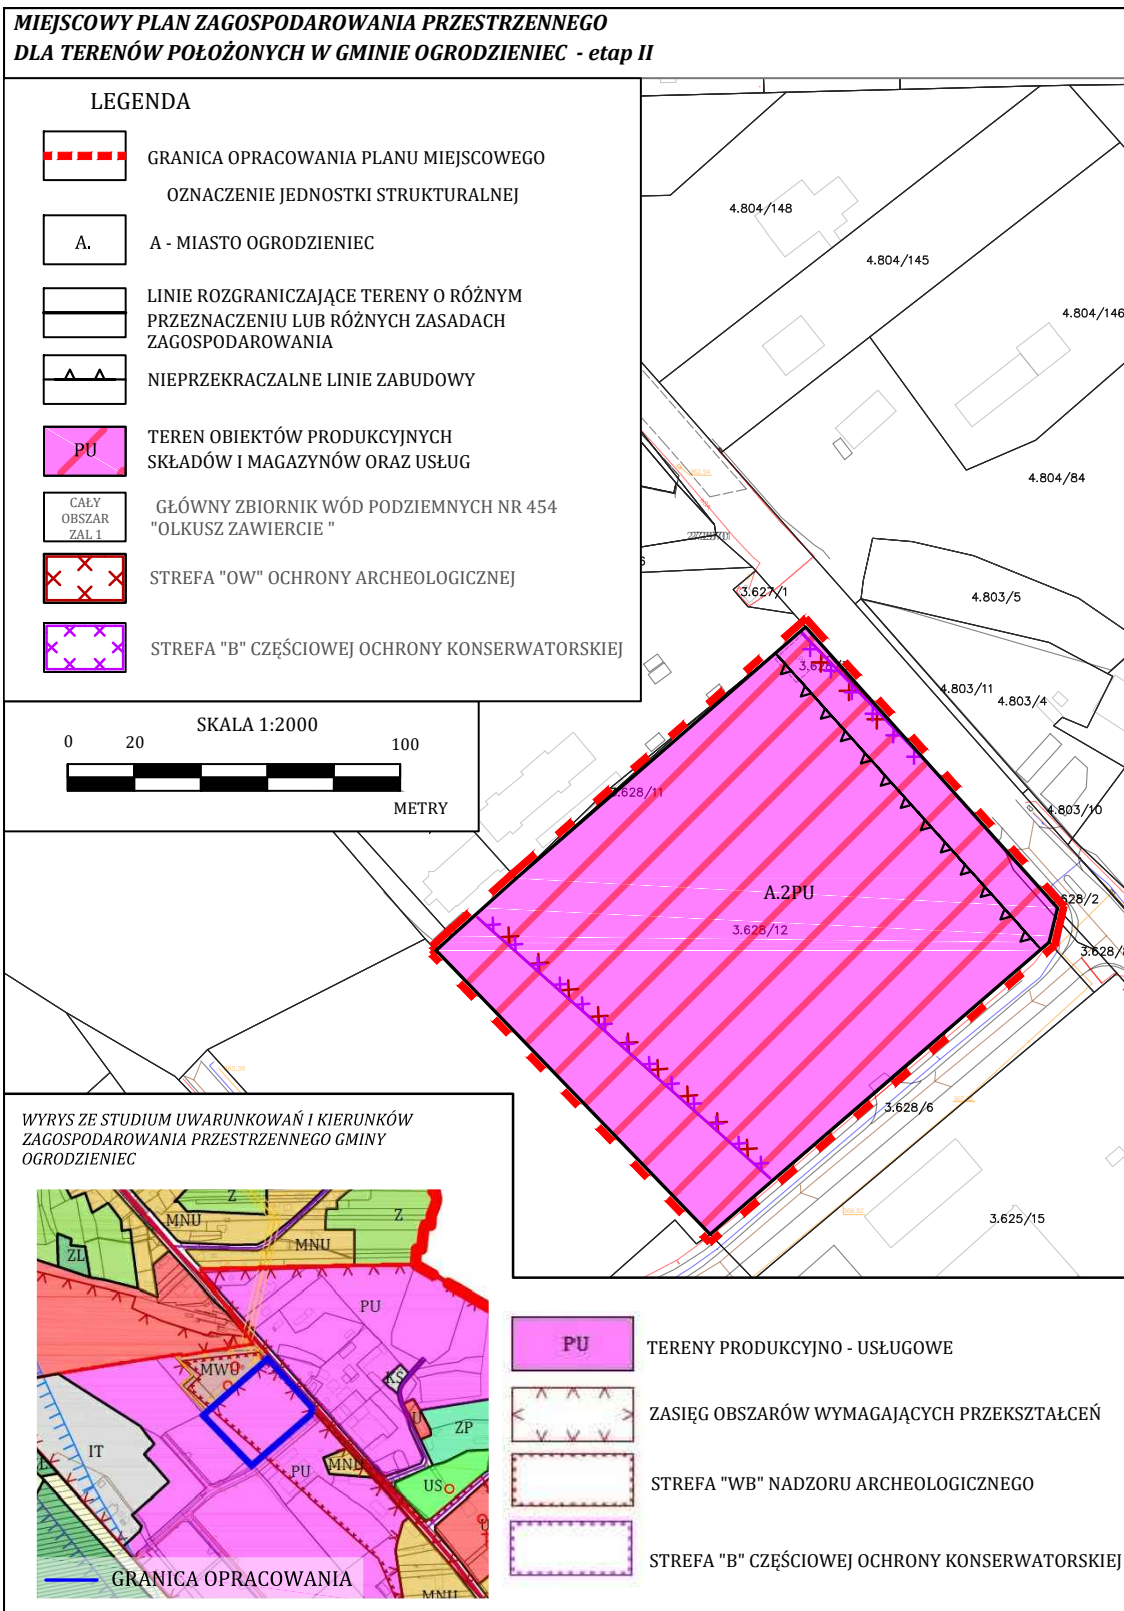 MIEJSCOWY PLAN ZAGOSPODAROWANIA PRZESTRZENNEGO
DLA TERENÓW POŁOŻONYCH W GMINIE OGRODZIENIEC - etap II
LEGENDA
GRANICA OPRACOWANIA PLANU MIEJSCOWEGO
OZNACZENIE JEDNOSTKI STRUKTURALNEJ
A.
A - MIASTO OGRODZIENIEC
LINIE ROZGRANICZAJĄCE TERENY O RÓŻNYM
PRZEZNACZENIU LUB RÓŻNYCH ZASADACH
ZAGOSPODAROWANIA
NIEPRZEKRACZALNE LINIE ZABUDOWY
PU
TEREN OBIEKTÓW PRODUKCYJNYCH
SKŁADÓW I MAGAZYNÓW ORAZ USŁUG
CAŁY
OBSZAR
ZAL 1
GŁÓWNY ZBIORNIK WÓD PODZIEMNYCH NR 454
"OLKUSZ ZAWIERCIE "
STREFA "OW" OCHRONY ARCHEOLOGICZNEJ
STREFA "B" CZĘŚCIOWEJ OCHRONY KONSERWATORSKIEJ
SKALA 1:2000
0 20 100
METRY
4.804/148
4.804/145
4.804/146
4.804/84
3.627/1
4.803/5
4.803/11
4.803/4
4.803/10
3.628/11
A.2PU
3.628/12
628/2
3.628/6
3.625/15
WYRYS ZE STUDIUM UWARUNKOWAŃ I KIERUNKÓW
ZAGOSPODAROWANIA PRZESTRZENNEGO GMINY
OGRODZIENIEC
Z
MNU
Z
MNU
ZL
PU
MWU
KS
U
ZP
IT
PU
MNU
US
U
MNU
GRANICA OPRACOWANIA
PU
TERENY PRODUKCYJNO - USŁUGOWE
ZASIĘG OBSZARÓW WYMAGAJĄCYCH PRZEKSZTAŁCEŃ
STREFA "WB" NADZORU ARCHEOLOGICZNEGO
STREFA "B" CZĘŚCIOWEJ OCHRONY KONSERWATORSKIEJ